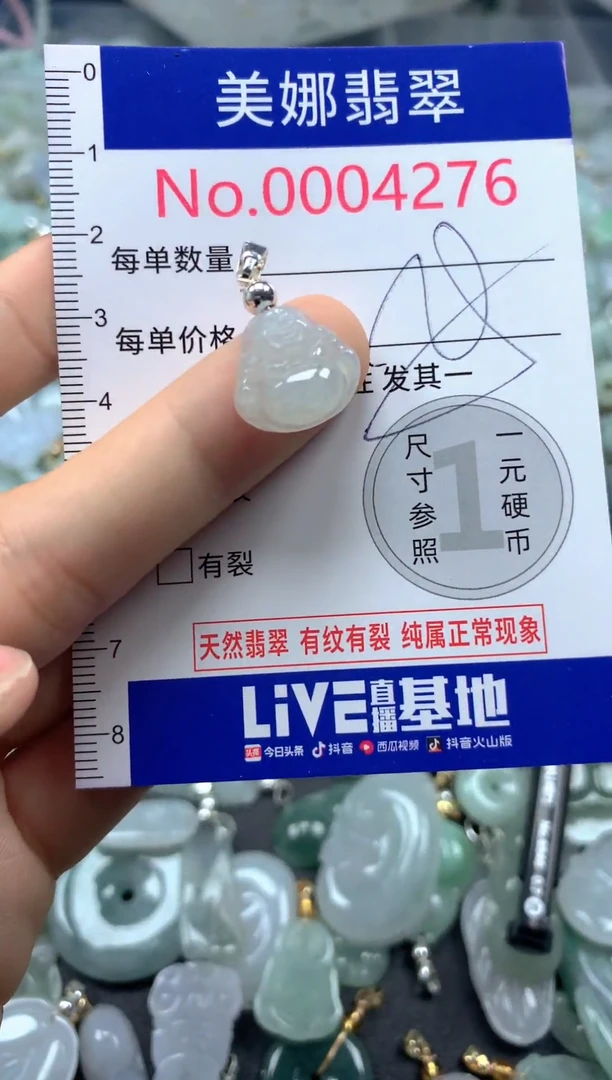 0
美娜翡翠
1
No.0004276
2
每单数量
3
每单价格
发其一
4
尺寸参照
1
一元硬币
有裂
天然翡翠 有纹有裂 纯属正常现象
7
LiVE直播基地
8
头条 今日头条 抖音 西瓜视频 抖音火山版